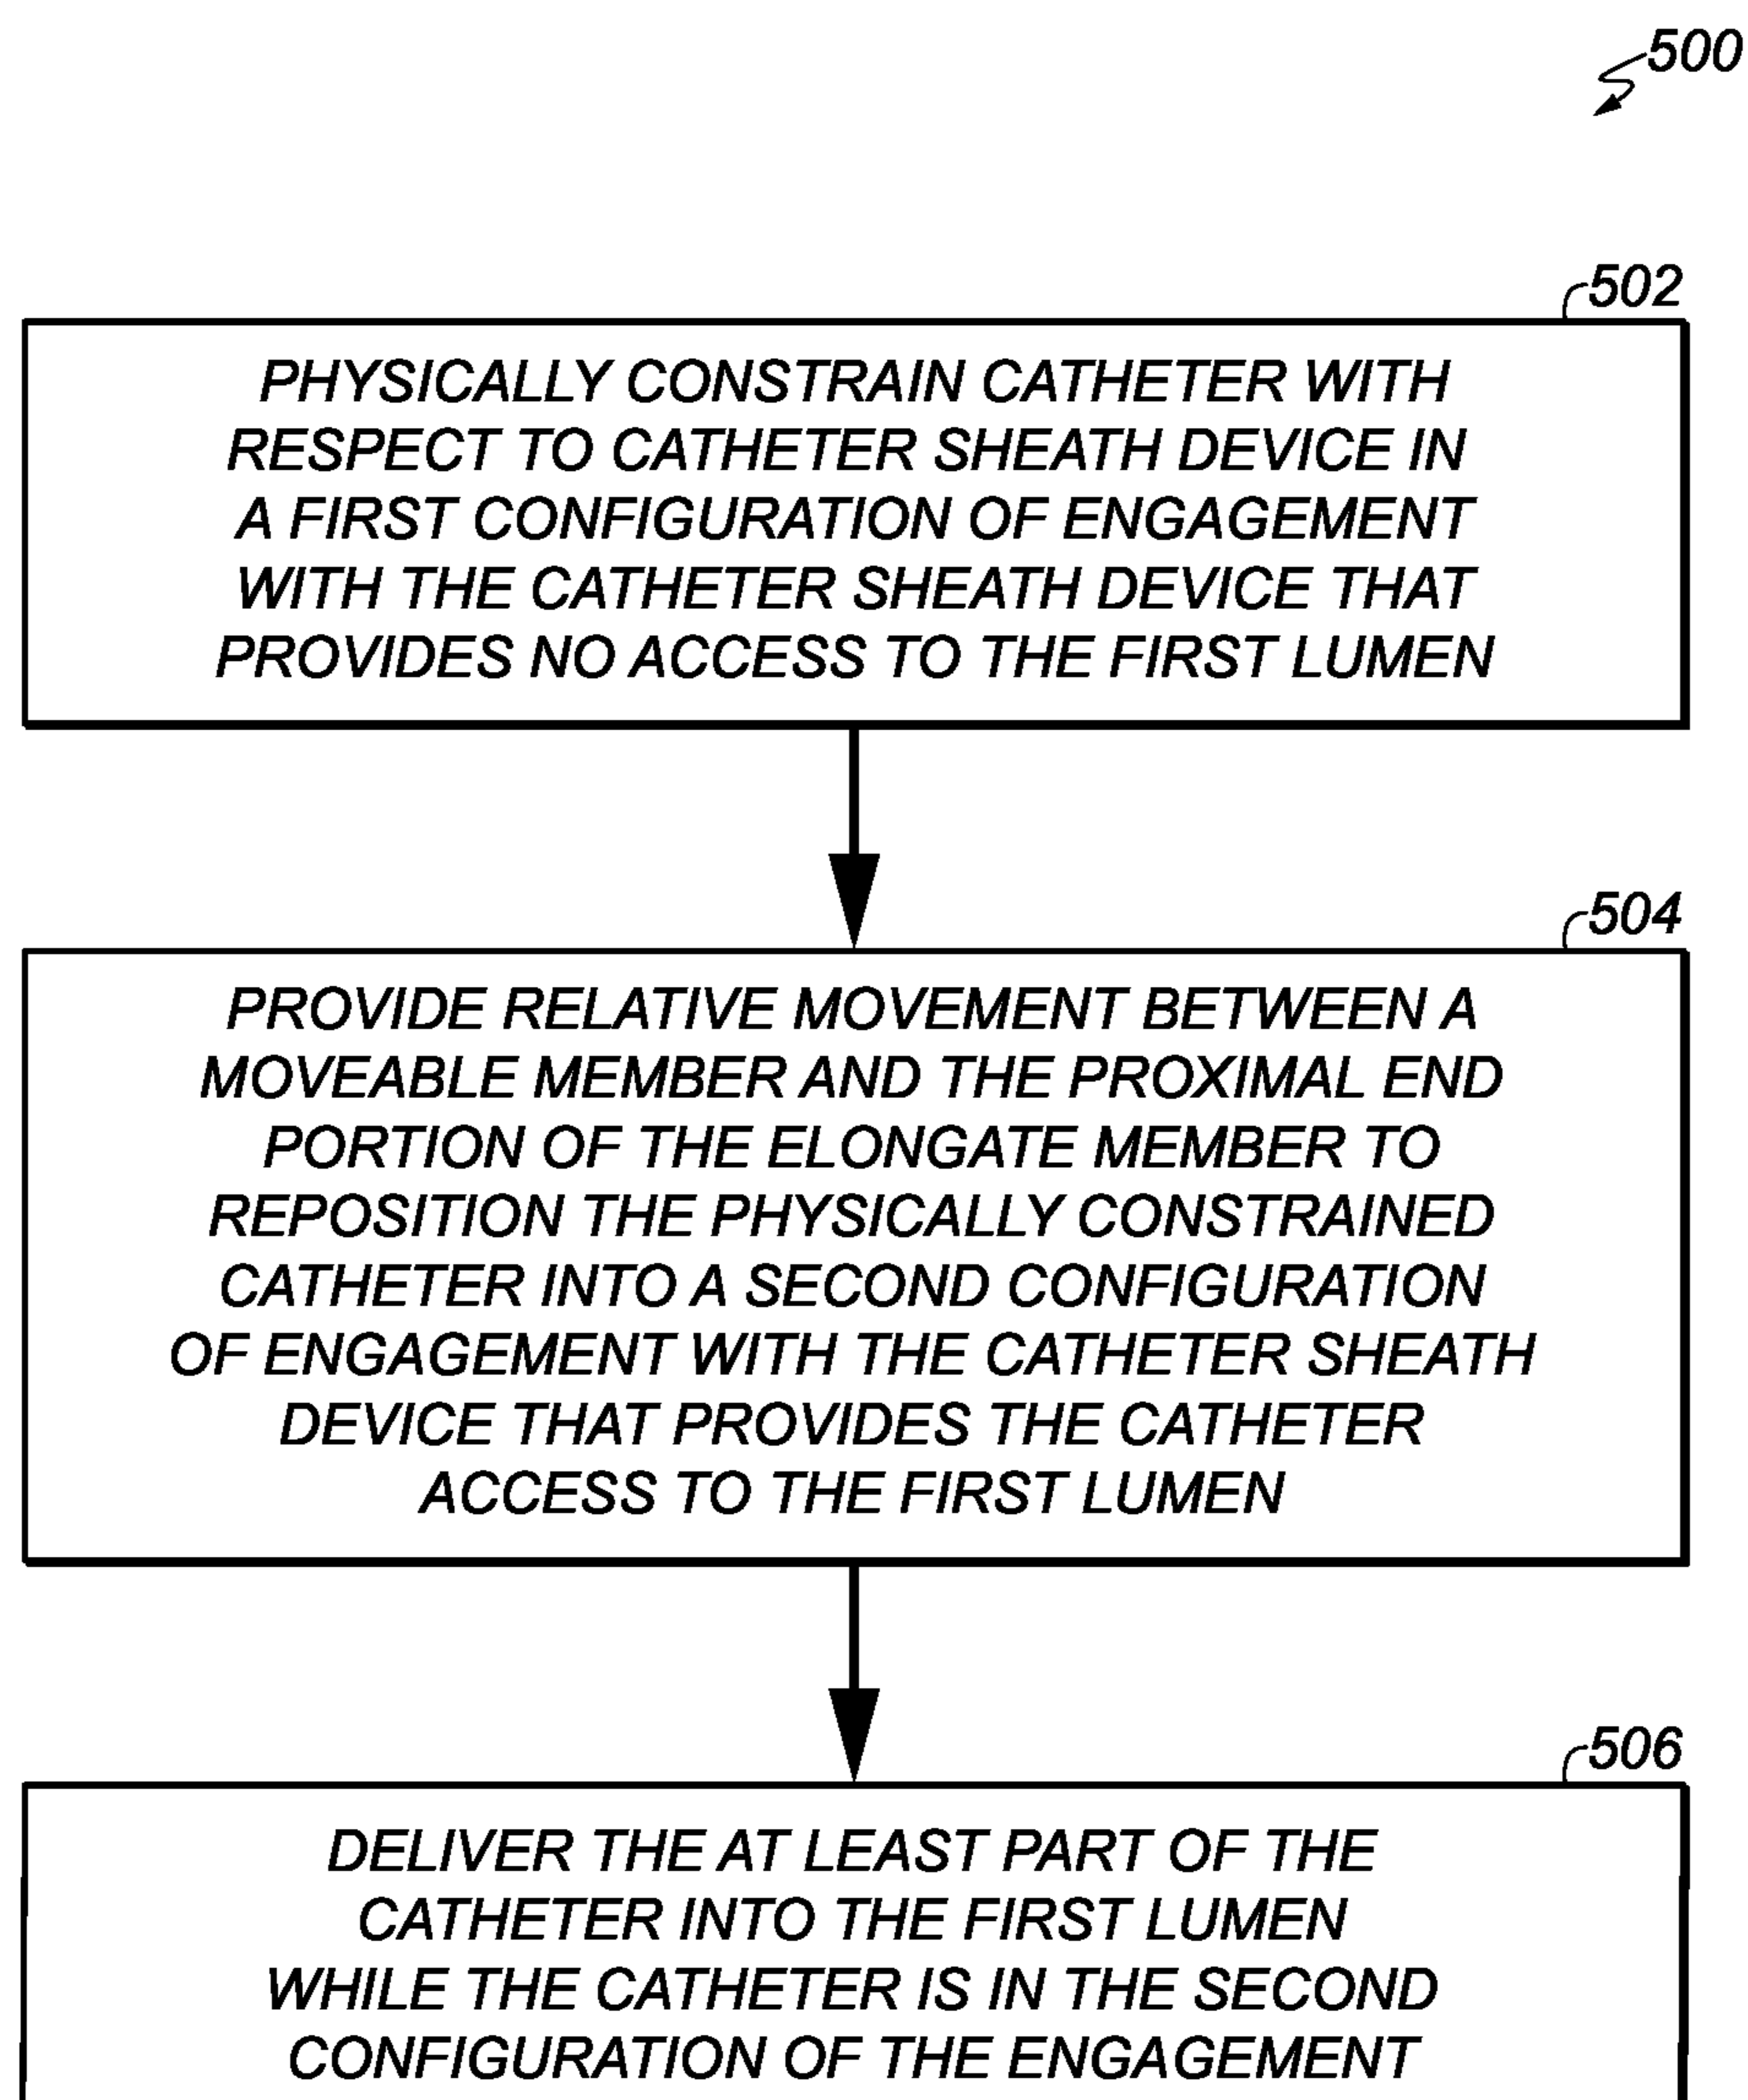 500
502
PHYSICALLY CONSTRAIN CATHETER WITH
RESPECT TO CATHETER SHEATH DEVICE IN
A FIRST CONFIGURATION OF ENGAGEMENT
WITH THE CATHETER SHEATH DEVICE THAT
PROVIDES NO ACCESS TO THE FIRST LUMEN
504
PROVIDE RELATIVE MOVEMENT BETWEEN A
MOVEABLE MEMBER AND THE PROXIMAL END
PORTION OF THE ELONGATE MEMBER TO
REPOSITION THE PHYSICALLY CONSTRAINED
CATHETER INTO A SECOND CONFIGURATION
OF ENGAGEMENT WITH THE CATHETER SHEATH
DEVICE THAT PROVIDES THE CATHETER
ACCESS TO THE FIRST LUMEN
506
DELIVER THE AT LEAST PART OF THE
CATHETER INTO THE FIRST LUMEN
WHILE THE CATHETER IS IN THE SECOND
CONFIGURATION OF THE ENGAGEMENT